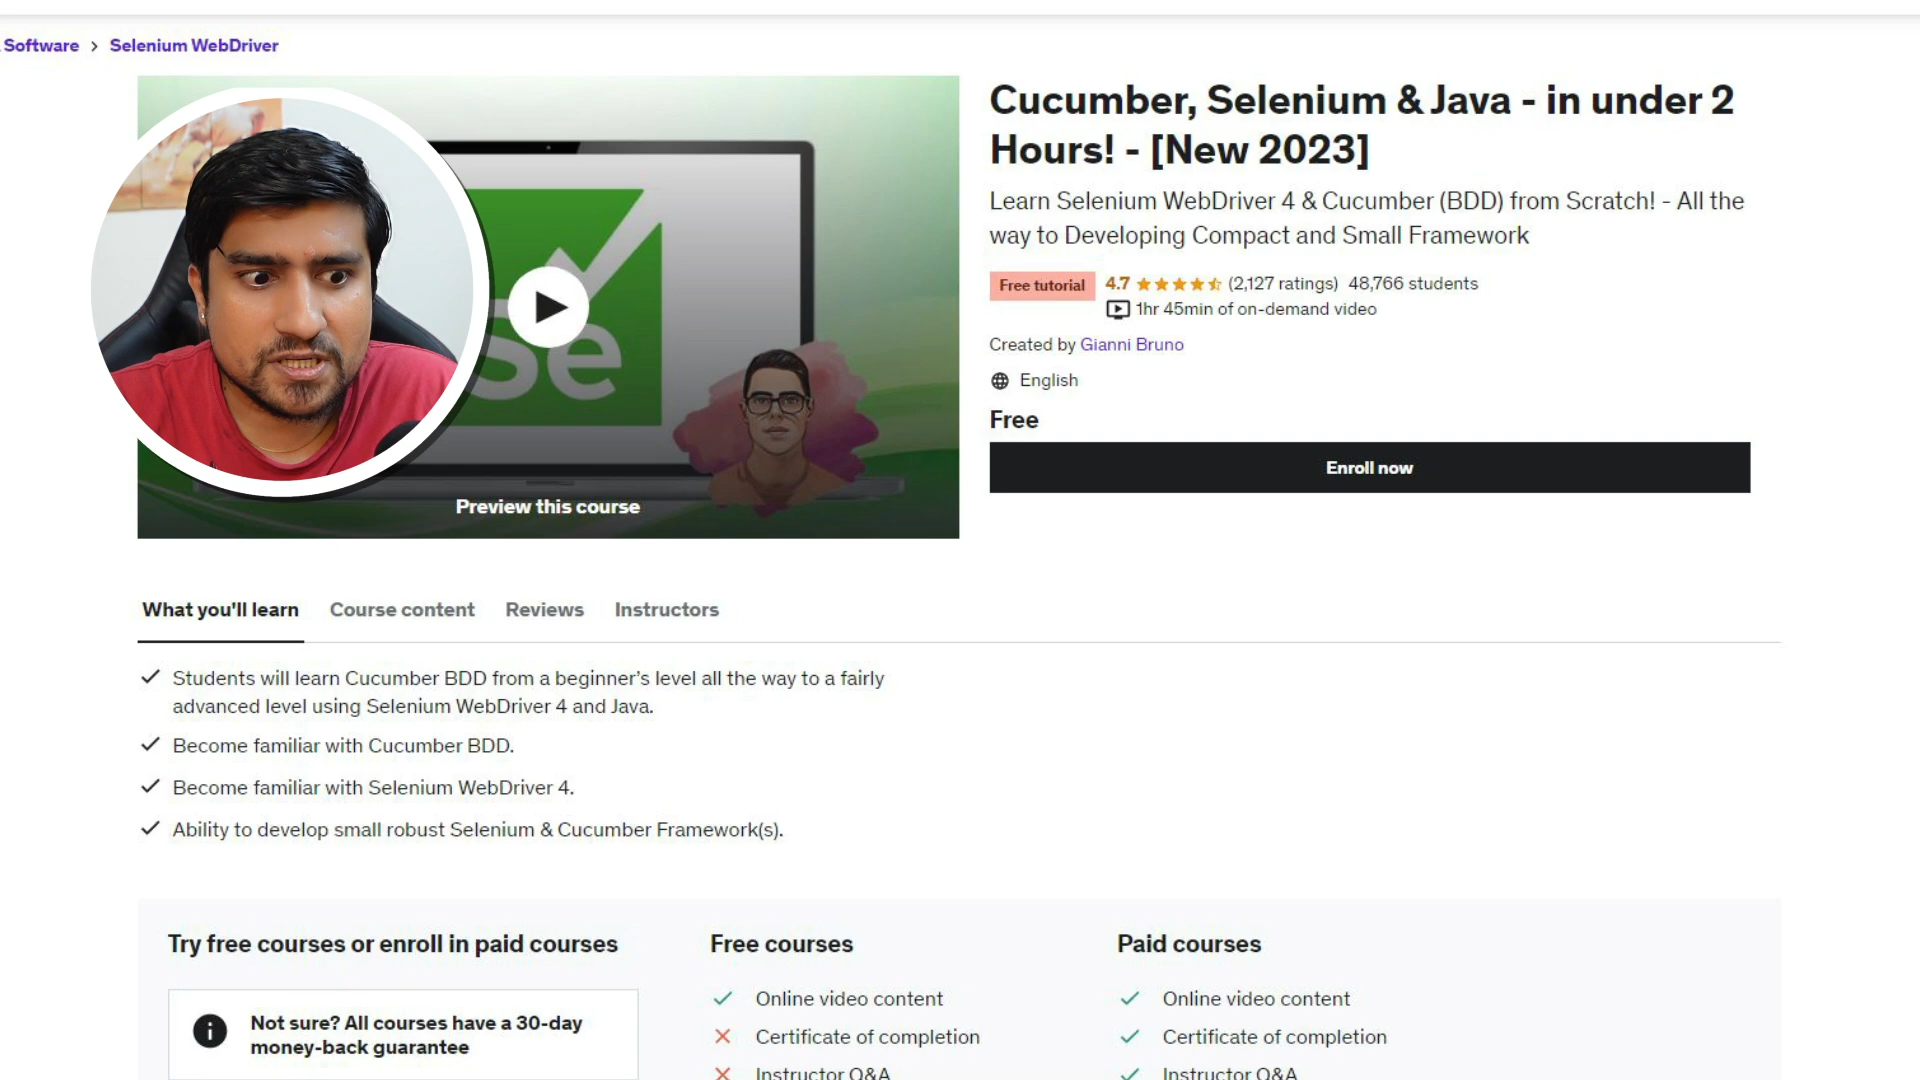 Software > Selenium WebDriver
Se
Preview this course
Cucumber, Selenium & Java - in under 2
Hours! - [New 2023]
Learn Selenium WebDriver 4 & Cucumber (BDD) from Scratch! - All the
way to Developing Compact and Small Framework
Free tutorial 4.7 (2,127 ratings) 48,766 students
1hr 45min of on-demand video
Created by Gianni Bruno
English
Free
Enroll now
What you'll learn Course content Reviews Instructors
Students will learn Cucumber BDD from a beginner's level all the way to a fairly
advanced level using Selenium WebDriver 4 and Java.
Become familiar with Cucumber BDD.
Become familiar with Selenium WebDriver 4.
Ability to develop small robust Selenium & Cucumber Framework(s).
Try free courses or enroll in paid courses
Not sure? All courses have a 30-day
money-back guarantee
Free courses
Online video content
Certificate of completion
Instructor Q&A
Paid courses
Online video content
Certificate of completion
Instructor Q&A